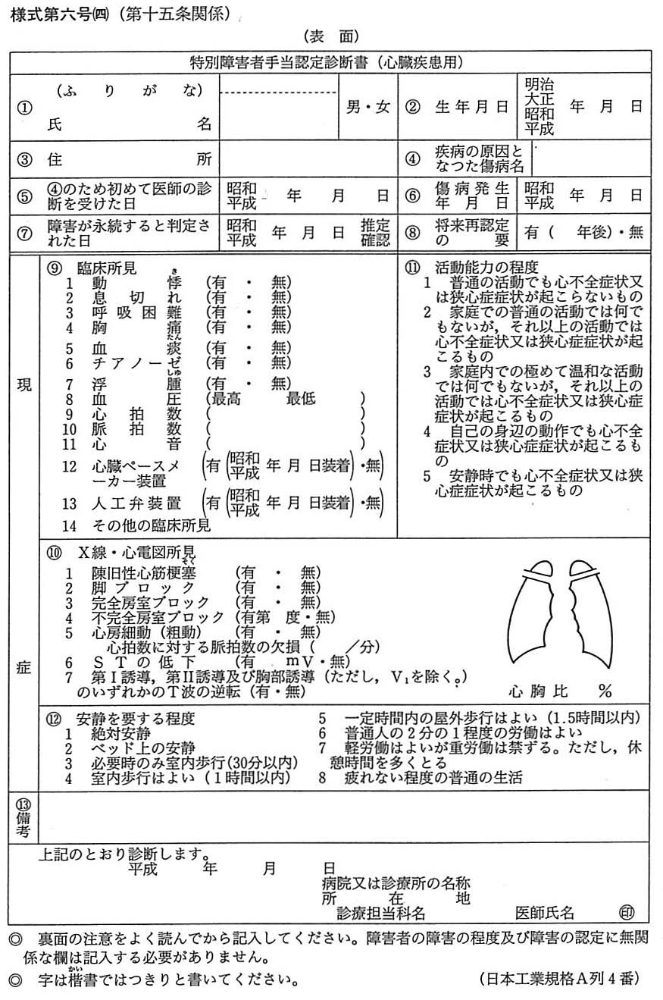 様式第六号㈣（第十五条関係）
（表　面）
特別障害者手当認定診断書（心臓疾患用）
①　（ふ　り　が　な）
氏　　　　　　　　名
男・女
②　生年月日
明治
大正
昭和
平成
年　月　日
③　住　　　　　　　所
④　疾病の原因と
なつた傷病名
⑤　④のため初めて医師の診
断を受けた日
昭和
平成
年　　月　　日
⑥　傷病発生
年　月　日
昭和
平成
年　月　日
⑦　障害が永続すると判定さ
れた日
昭和
平成
年　月　日
推定
確認
⑧　将来再認定
の　　　要
有（　　年後）・無
現
症
⑨　臨床所見
1　動　　　　悸（有　・　無）
き
2　息　切　れ（有　・　無）
3　呼吸困難（有　・　無）
4　胸　　　　痛（有　・　無）
5　血　　　　痰（有　・　無）
たん
6　チアノーゼ（有　・　無）
7　浮　　　　腫（有　・　無）
しゆ
8　血　　　　圧（最高　　　最低　　　）
9　心　拍　数（　　　　　　　　　）
10　脈　拍　数（　　　　　　　　　）
11　心　　　　音（　　　　　　　　　）
12　心臓ペースメ
ーカー装置
（有（昭和
平成　年　月　日装着）・無）
13　人工弁装置
（有（昭和
平成　年　月　日装着）・無）
14　その他の臨床所見
⑪　活動能力の程度
1　普通の活動でも心不全症状又
は狭心症症状が起こらないもの
2　家庭での普通の活動では何で
もないが，それ以上の活動では
心不全症状又は狭心症症状が起
こるもの
3　家庭内での極めて温和な活動
では何でもないが，それ以上の
活動では心不全症状又は狭心症
症状が起こるもの
4　自己の身辺の動作でも心不全
症状又は狭心症症状が起こるも
の
5　安静時でも心不全症状又は狭
心症症状が起こるもの
⑩　Ｘ線・心電図所見
1　陳旧性心筋梗塞　（有　・　無）
そく
2　脚ブロック　（有　・　無）
3　完全房室ブロック　（有　・　無）
4　不完全房室ブロック（有第　度・無）
5　心房細動（粗動）　（有　・　無）
心拍数に対する脈拍数の欠損（　　／分）
6　ＳＴの低下　（有　　mV・無）
7　第Ⅰ誘導，第Ⅱ誘導及び胸部誘導（ただし，V₁を除く。）
のいずれかのＴ波の逆転（有・無）
心胸比　　％
⑫　安静を要する程度
1　絶対安静
2　ベッド上の安静
3　必要時のみ室内歩行(30分以内)
4　室内歩行はよい（１時間以内）
5　一定時間内の屋外歩行はよい（1.5時間以内）
6　普通人の２分の１程度の労働はよい
7　軽労働はよいが重労働は禁ずる。ただし，休
憩時間を多くとる
8　疲れない程度の普通の生活
⑬
備
考
上記のとおり診断します。
平成　　　年　　　月　　　日
病院又は診療所の名称
所　　　在　　　地
診療担当科名　　　　　　医師氏名　　　㊞
◎　裏面の注意をよく読んでから記入してください。障害者の障害の程度及び障害の認定に無関
係な欄は記入する必要がありません。
◎　字は楷書ではつきりと書いてください。
かい
（日本工業規格Ａ列４番）